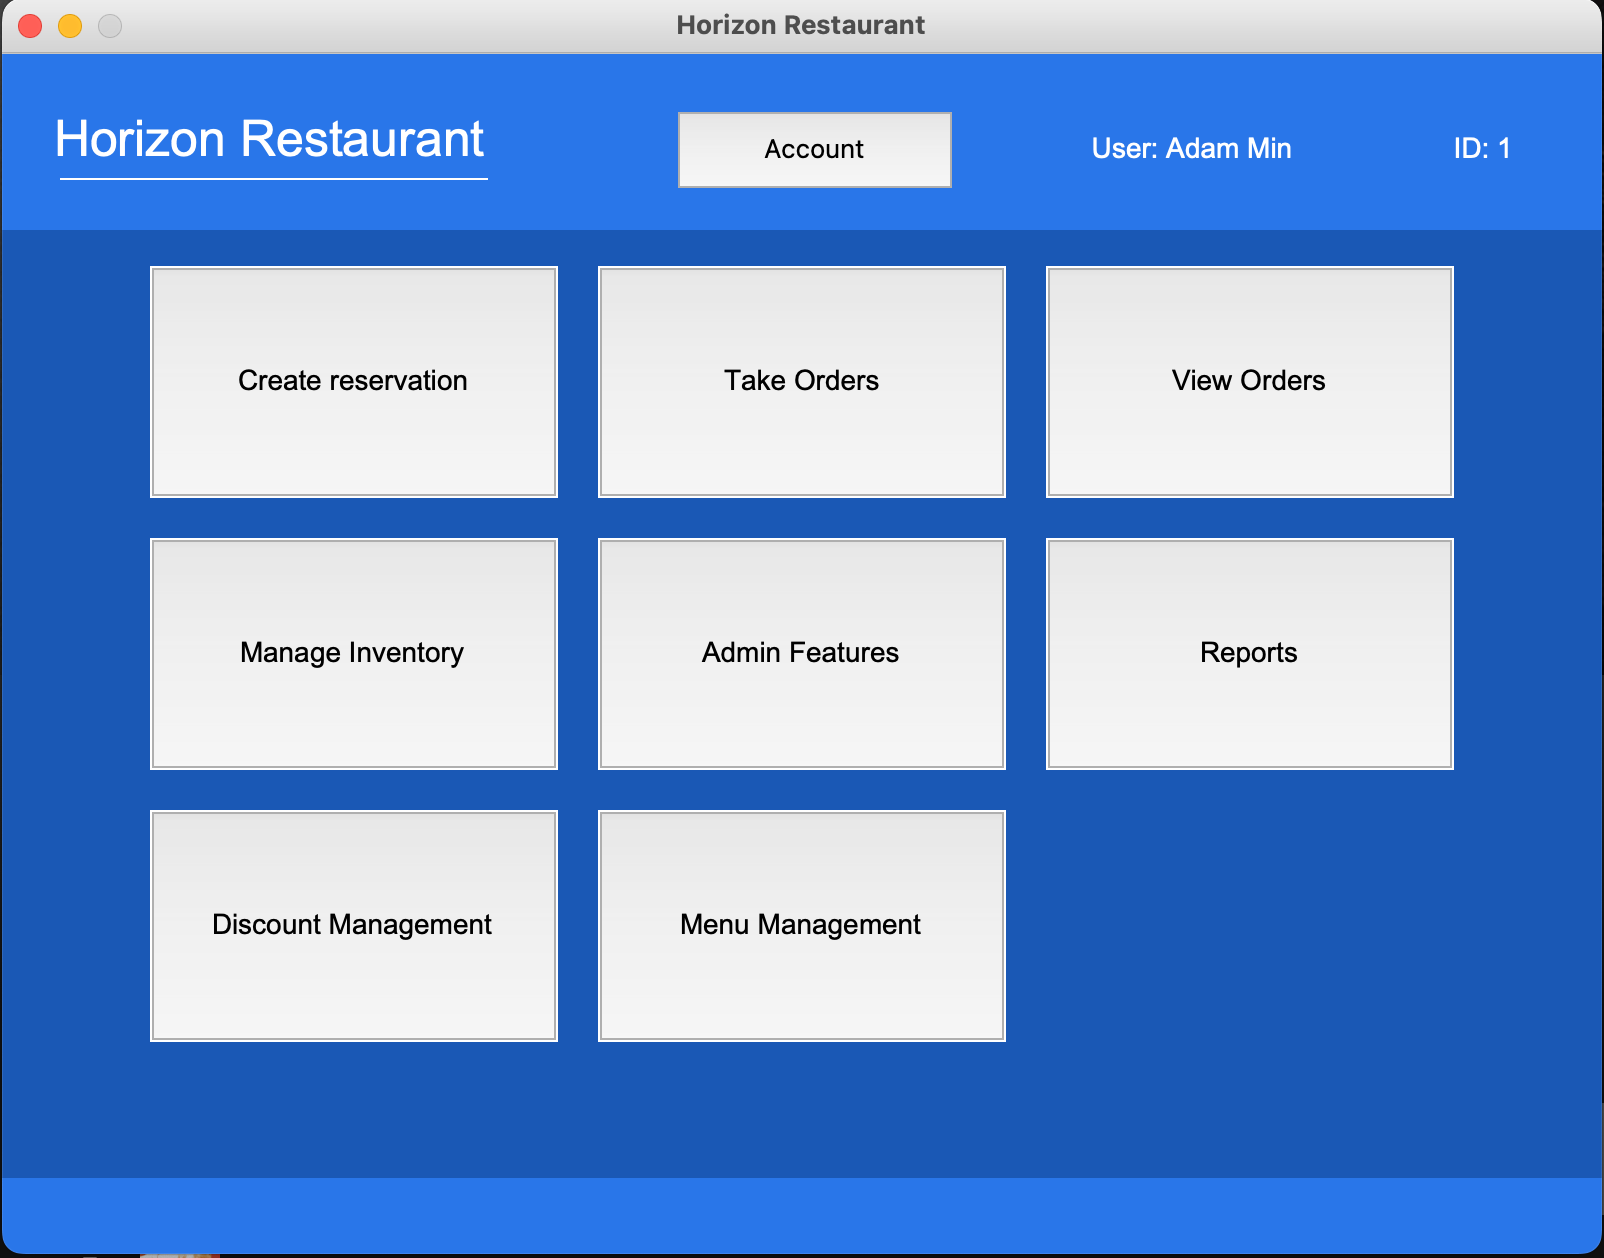 Horizon Restaurant
Horizon Restaurant
Account
User: Adam Min
ID: 1
Create reservation
Take Orders
View Orders
Manage Inventory
Admin Features
Reports
Discount Management
Menu Management